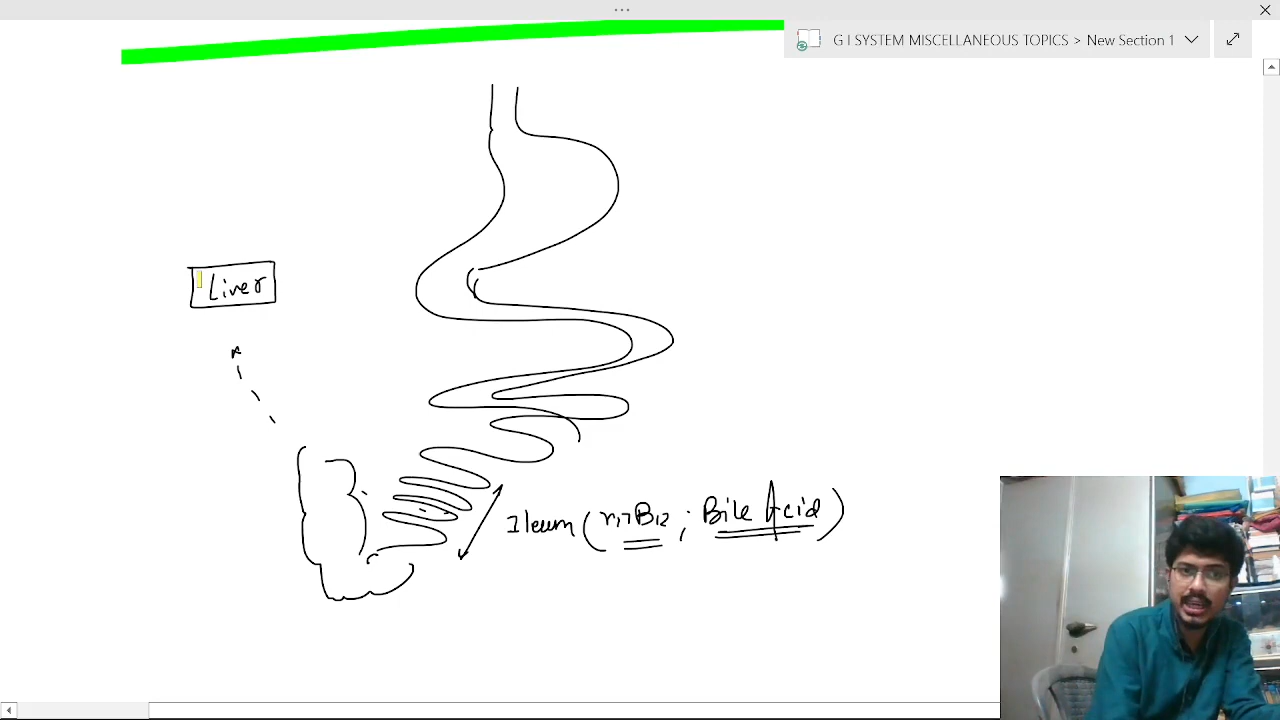 G I SYSTEM MISCELLANEOUS TOPICS > New Section 1
Liver
Ileum ( B12 ; Bile Acid )